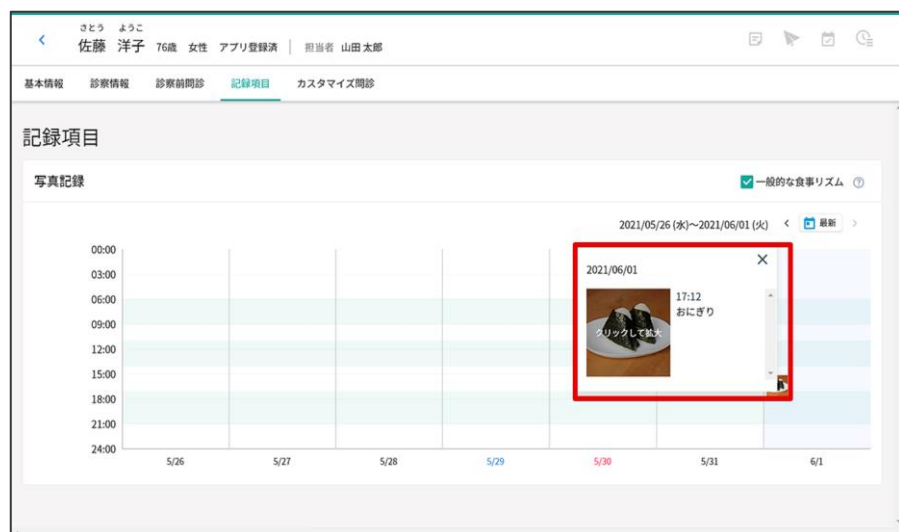 さとう ようこ
佐藤 洋子 76歳 女性 アプリ登録済 担当者 山田 太郎
基本情報 診察情報 診察前問診 記録項目 カスタマイズ問診
記録項目
写真記録 一般的な食事リズム ?
2021/05/26 (水)～2021/06/01 (火) 最新
2021/06/01
17:12
おにぎり
クリックして拡大
00:00
03:00
06:00
09:00
12:00
15:00
18:00
21:00
24:00
5/26 5/27 5/28 5/29 5/30 5/31 6/1